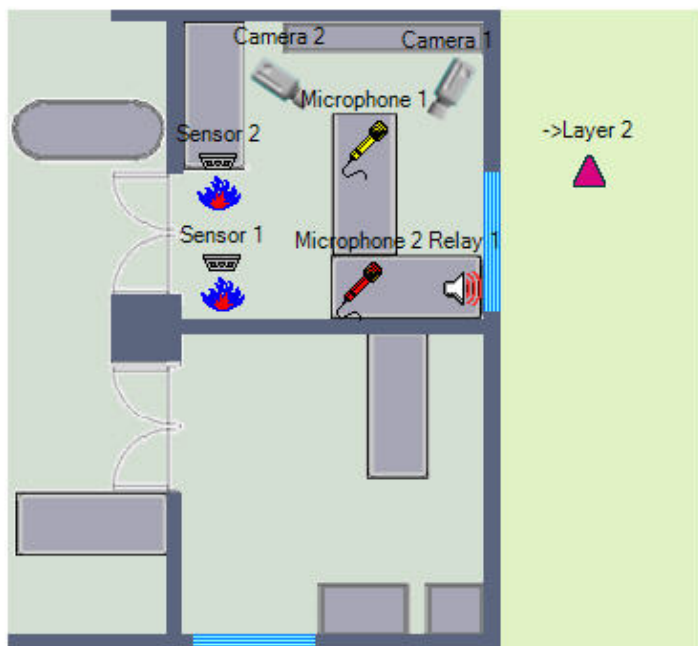 Camera 2
Camera 1
Microphone 1
->Layer 2
Sensor 2
Sensor 1
Microphone 2
Relay 1